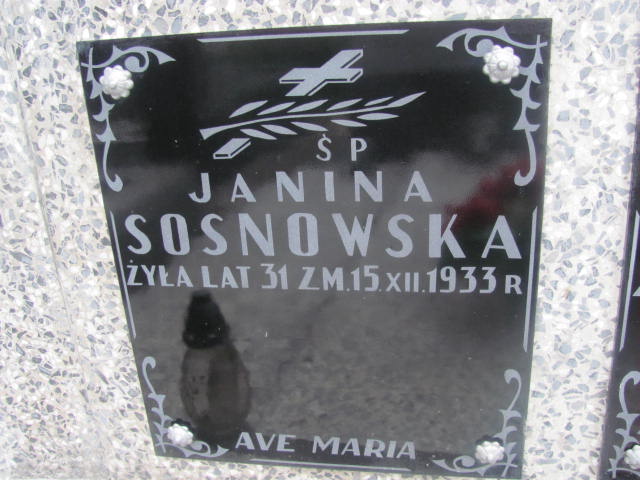 ŚP
JANINA
SOSNOWSKA
ŻYŁA LAT 31 ZM.15.XII.1933 R
AVE MARIA